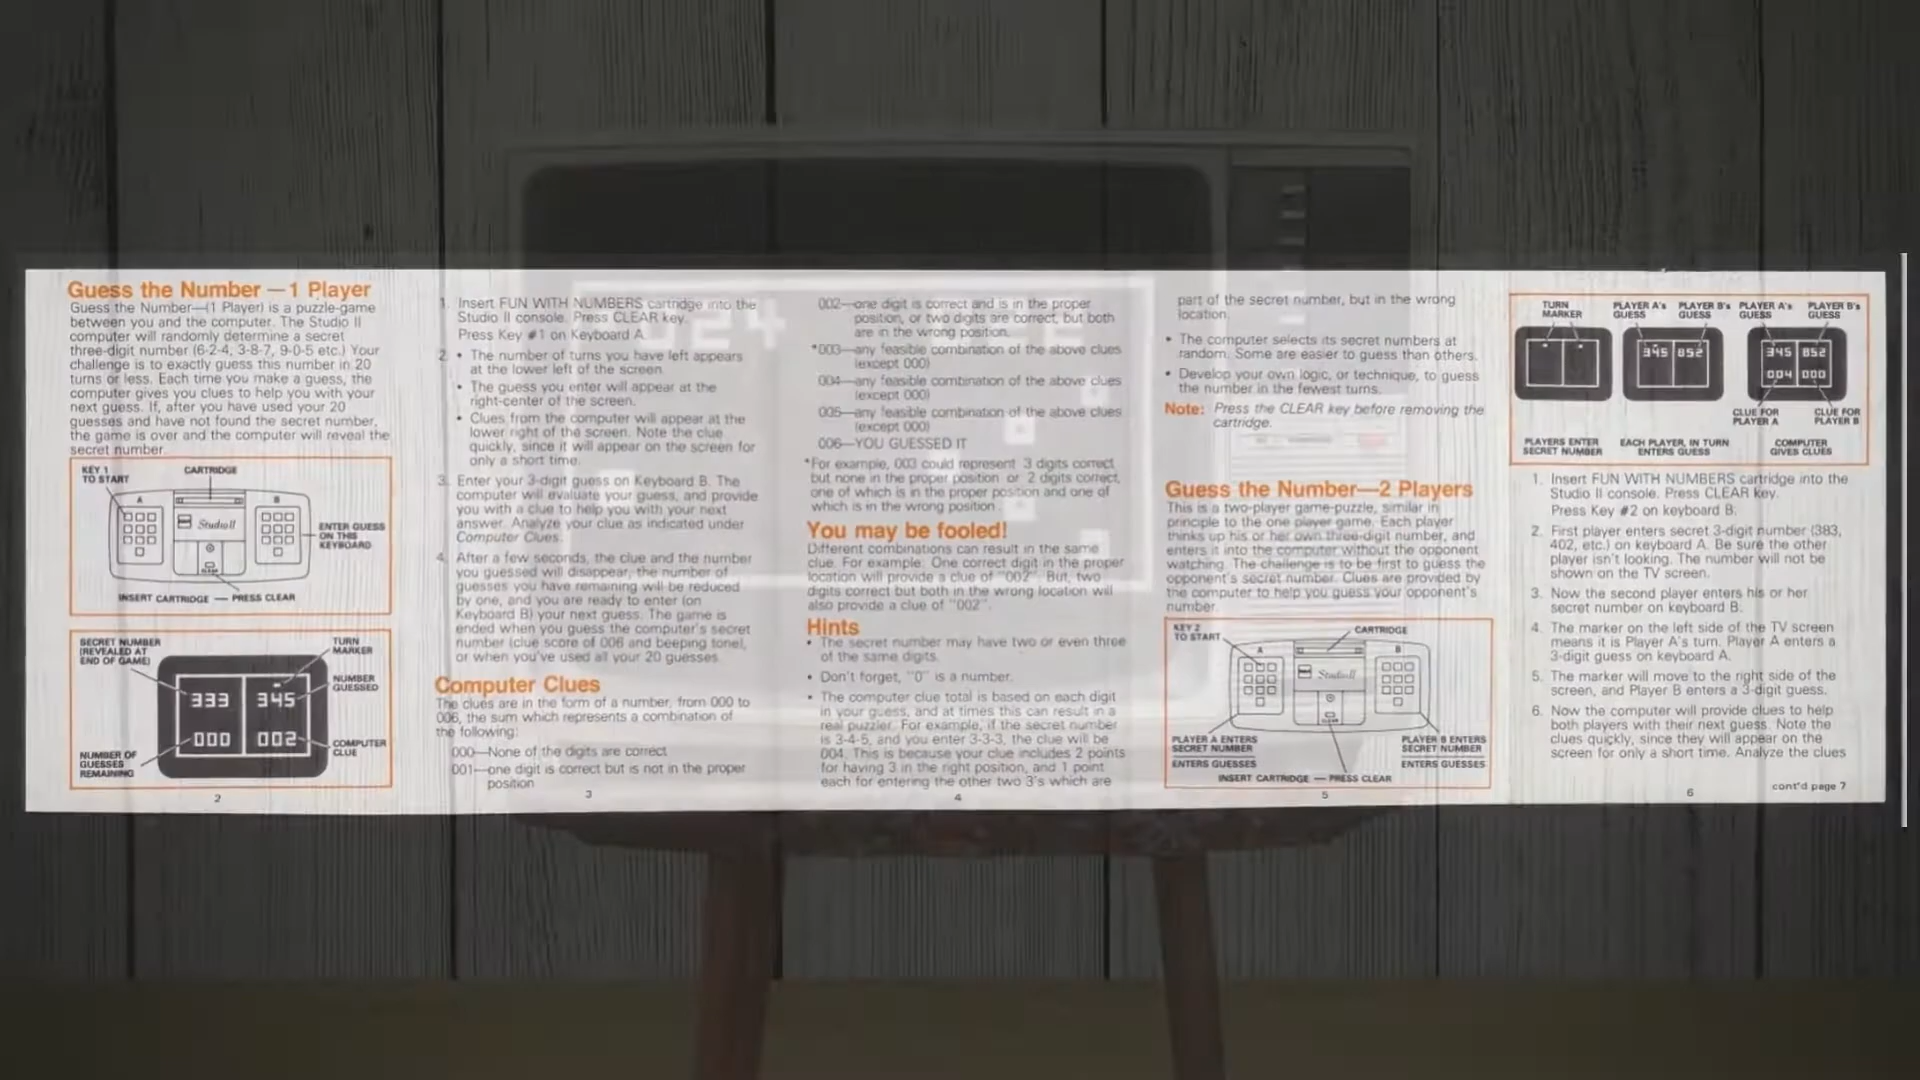 Guess the Number — 1 Player
Guess the Number—(1 Player) is a puzzle-game
between you and the computer. The Studio II
computer will randomly determine a secret
three-digit number (6-2-4, 3-8-7, 9-0-5 etc.) Your
challenge is to exactly guess this number in 20
turns or less. Each time you make a guess, the
computer gives you clues to help you with your
next guess. If, after you have used your 20
guesses and have not found the secret number,
the game is over and the computer will reveal the
secret number.
KEY 1
TO START
CARTRIDGE
A
B
Studio II
ENTER GUESS
ON THIS
KEYBOARD
CLEAR
INSERT CARTRIDGE — PRESS CLEAR
SECRET NUMBER
(REVEALED AT
END OF GAME)
TURN
MARKER
NUMBER
GUESSED
333 345
000 002
NUMBER OF
GUESSES
REMAINING
COMPUTER
CLUE
2
1. Insert FUN WITH NUMBERS cartridge into the
Studio II console. Press CLEAR key.
Press Key #1 on Keyboard A.
2. • The number of turns you have left appears
at the lower left of the screen.
• The guess you enter will appear at the
right-center of the screen.
• Clues from the computer will appear at the
lower right of the screen. Note the clue
quickly, since it will appear on the screen for
only a short time.
3. Enter your 3-digit guess on Keyboard B. The
computer will evaluate your guess, and provide
you with a clue to help you with your next
answer. Analyze your clue as indicated under
Computer Clues.
4. After a few seconds, the clue and the number
you guessed will disappear, the number of
guesses you have remaining will be reduced
by one, and you are ready to enter (on
Keyboard B) your next guess. The game is
ended when you guess the computer's secret
number (clue score of 006 and beeping tone),
or when you've used all your 20 guesses.
Computer Clues
The clues are in the form of a number, from 000 to
006, the sum which represents a combination of
the following:
000—None of the digits are correct
001—one digit is correct but is not in the proper
position
3
002—one digit is correct and is in the proper
position, or two digits are correct, but both
are in the wrong position.
*003—any feasible combination of the above clues
(except 000)
004—any feasible combination of the above clues
(except 000)
005—any feasible combination of the above clues
(except 000)
006—YOU GUESSED IT
*For example, 003 could represent 3 digits correct
but none in the proper position or 2 digits correct,
one of which is in the proper position and one of
which is in the wrong position.
You may be fooled!
Different combinations can result in the same
clue. For example: One correct digit in the proper
location will provide a clue of "002". But, two
digits correct but both in the wrong location will
also provide a clue of "002".
Hints
• The secret number may have two or even three
of the same digits.
• Don't forget, "0" is a number.
• The computer clue total is based on each digit
in your guess, and at times this can result in a
real puzzler. For example, if the secret number
is 3-4-5, and you enter 3-3-3, the clue will be
004. This is because your clue includes 2 points
for having 3 in the right position, and 1 point
each for entering the other two 3's which are
4
part of the secret number, but in the wrong
location.
• The computer selects its secret numbers at
random. Some are easier to guess than others.
• Develop your own logic, or technique, to guess
the number in the fewest turns.
Note: Press the CLEAR key before removing the
cartridge.
Guess the Number—2 Players
This is a two-player game-puzzle, similar in
principle to the one player game. Each player
thinks up his or her own three-digit number, and
enters it into the computer without the opponent
watching. The challenge is to be first to guess the
opponent's secret number. Clues are provided by
the computer to help you guess your opponent's
number.
KEY 2
TO START
CARTRIDGE
A
B
Studio II
CLEAR
PLAYER A ENTERS
SECRET NUMBER
ENTERS GUESSES
PLAYER B ENTERS
SECRET NUMBER
ENTERS GUESSES
INSERT CARTRIDGE — PRESS CLEAR
5
TURN
MARKER
PLAYER A's
GUESS
PLAYER B's
GUESS
PLAYER A's
GUESS
PLAYER B's
GUESS
345 852
345 852
004 000
CLUE FOR
PLAYER A
CLUE FOR
PLAYER B
PLAYERS ENTER
SECRET NUMBER
EACH PLAYER, IN TURN
ENTERS GUESS
COMPUTER
GIVES CLUES
1. Insert FUN WITH NUMBERS cartridge into the
Studio II console. Press CLEAR key.
Press Key #2 on keyboard B.
2. First player enters secret 3-digit number (383,
402, etc.) on keyboard A. Be sure the other
player isn't looking. The number will not be
shown on the TV screen.
3. Now the second player enters his or her
secret number on keyboard B.
4. The marker on the left side of the TV screen
means it is Player A's turn. Player A enters a
3-digit guess on keyboard A.
5. The marker will move to the right side of the
screen, and Player B enters a 3-digit guess.
6. Now the computer will provide clues to help
both players with their next guess. Note the
clues quickly, since they will appear on the
screen for only a short time. Analyze the clues
cont'd page 7
6